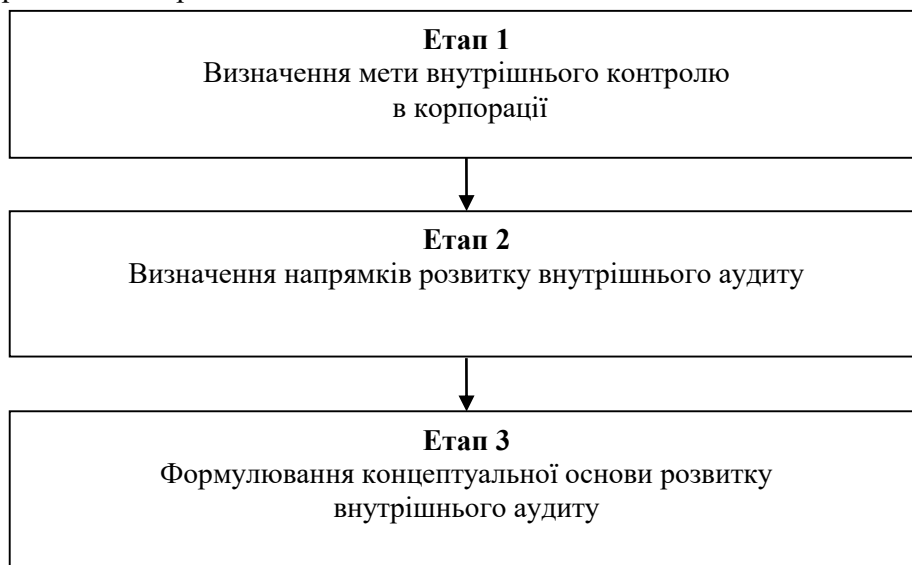 Етап 1
Визначення мети внутрішнього контролю
в корпорації
Етап 2
Визначення напрямків розвитку внутрішнього аудиту
Етап 3
Формулювання концептуальної основи розвитку
внутрішнього аудиту